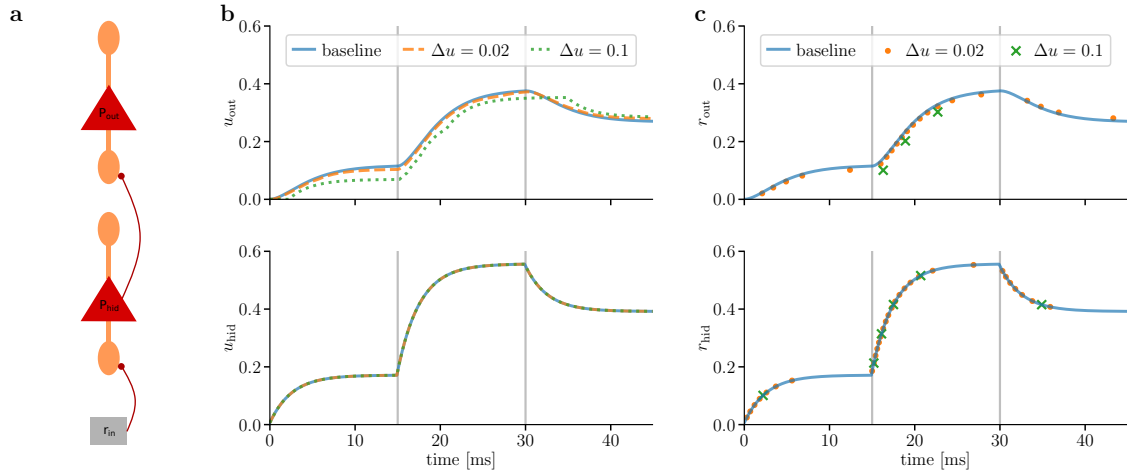 a
P_out
P_hid
r_in
b
0.6
0.4
0.2
0.0
u_out
baseline
Δu = 0.02
Δu = 0.1
0.6
0.4
0.2
0.0
u_hid
0
10
20
30
40
time [ms]
c
0.6
0.4
0.2
0.0
r_out
baseline
Δu = 0.02
Δu = 0.1
0.6
0.4
0.2
0.0
r_hid
0
10
20
30
40
time [ms]